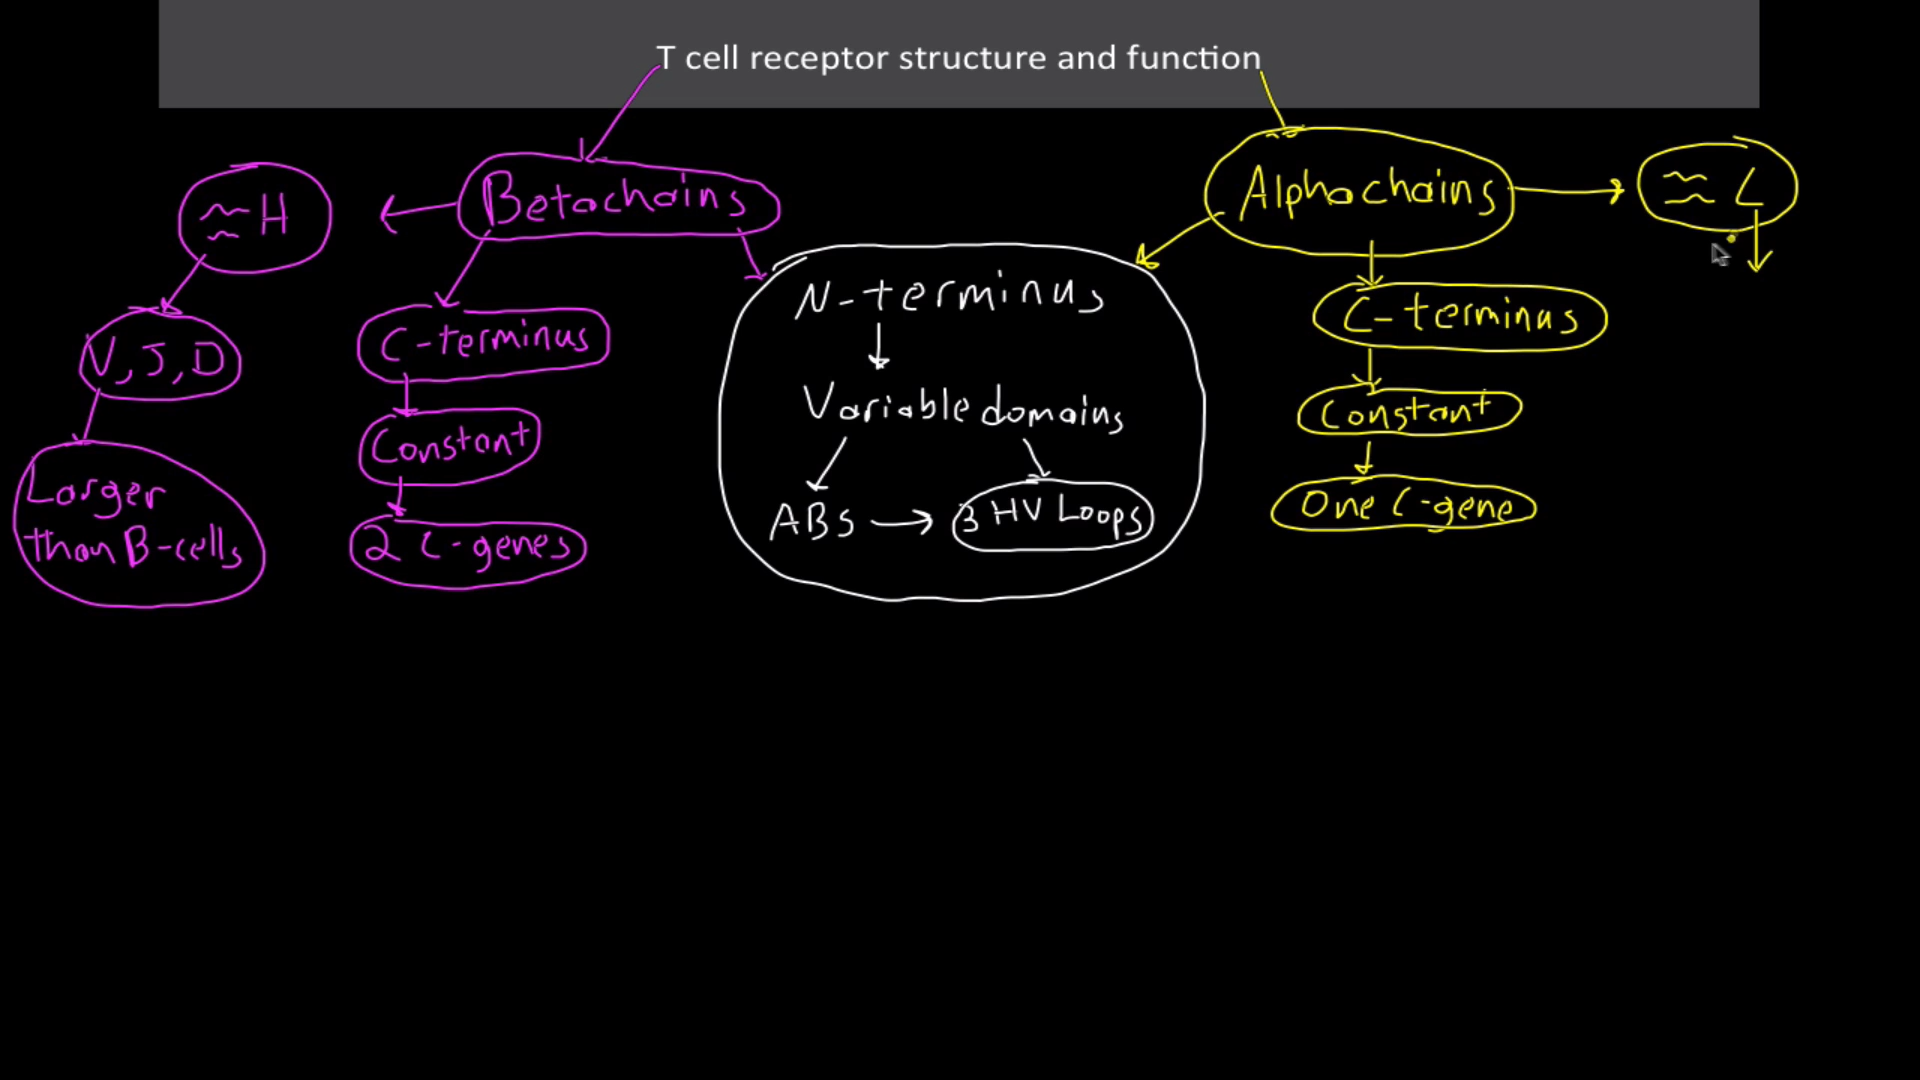 T cell receptor structure and function
Betachains
≈ H
V, J, D
Larger
than B-cells
C-terminus
Constant
2 C-genes
N-terminus
Variable domains
ABS → 3 HV Loops
Alphachains
≈ L
C-terminus
Constant
One C-gene